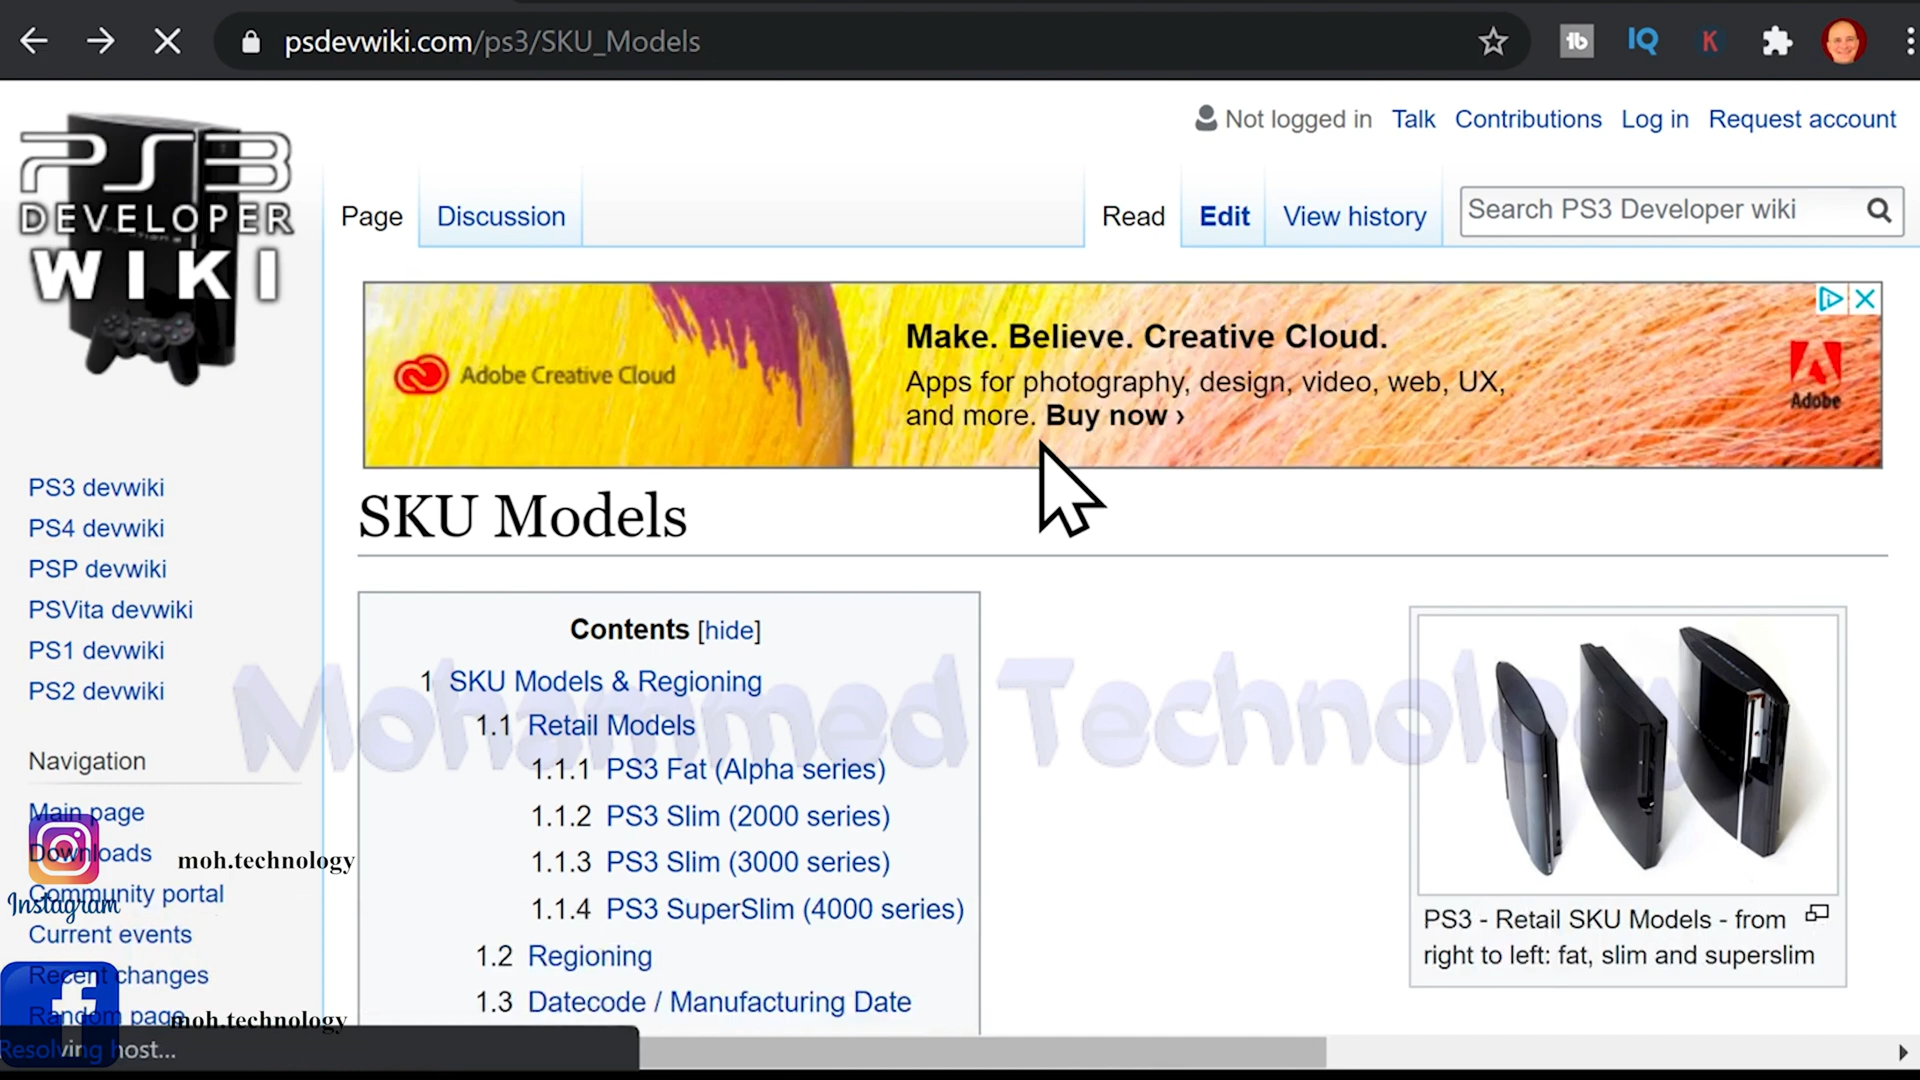 psdevwiki.com/ps3/SKU_Models
tb
IQ
K
Not logged in Talk Contributions Log in Request account
PS3
DEVELOPER
WIKI
Page Discussion Read Edit View history Search PS3 Developer wiki
Adobe Creative Cloud
Make. Believe. Creative Cloud.
Apps for photography, design, video, web, UX,
and more. Buy now ›
Adobe
SKU Models
PS3 devwiki
PS4 devwiki
PSP devwiki
PSVita devwiki
PS1 devwiki
PS2 devwiki
Navigation
Main page
Downloads
Community portal
Current events
Recent changes
Random page
Contents [hide]
1 SKU Models & Regioning
1.1 Retail Models
1.1.1 PS3 Fat (Alpha series)
1.1.2 PS3 Slim (2000 series)
1.1.3 PS3 Slim (3000 series)
1.1.4 PS3 SuperSlim (4000 series)
1.2 Regioning
1.3 Datecode / Manufacturing Date
PS3 - Retail SKU Models - from
right to left: fat, slim and superslim
Mohammed Technology
moh.technology
Instagram
moh.technology
Resolving host...